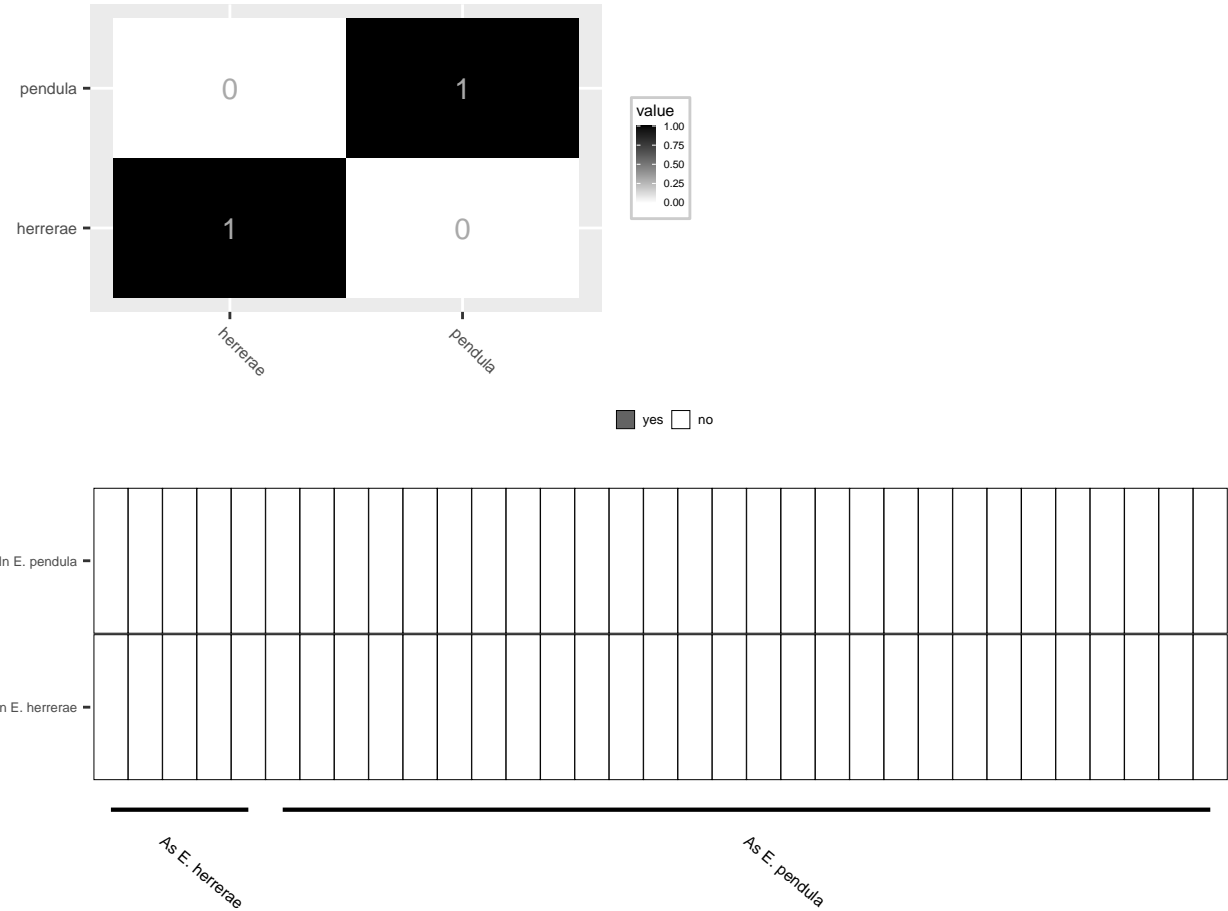 pendula
0
1
herrerae
1
0
herrerae
pendula
value
1.00
0.75
0.50
0.25
0.00
yes
no
In E. pendula
n E. herrerae
As E. herrerae
As E. pendula